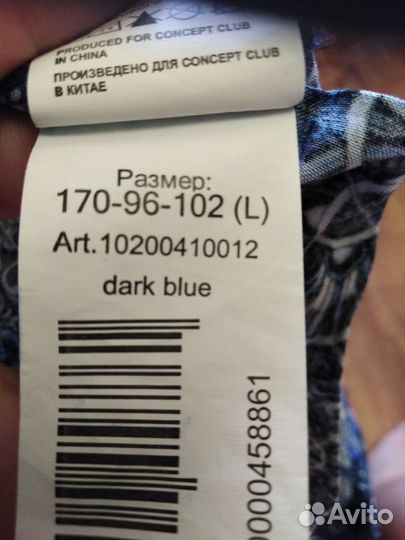 PRODUCED FOR CONCEPT CLUB
IN CHINA
ПРОИЗВЕДЕНО ДЛЯ CONCEPT CLUB
В КИТАЕ
Размер:
170-96-102 (L)
Art.10200410012
dark blue
0000458861
Avito